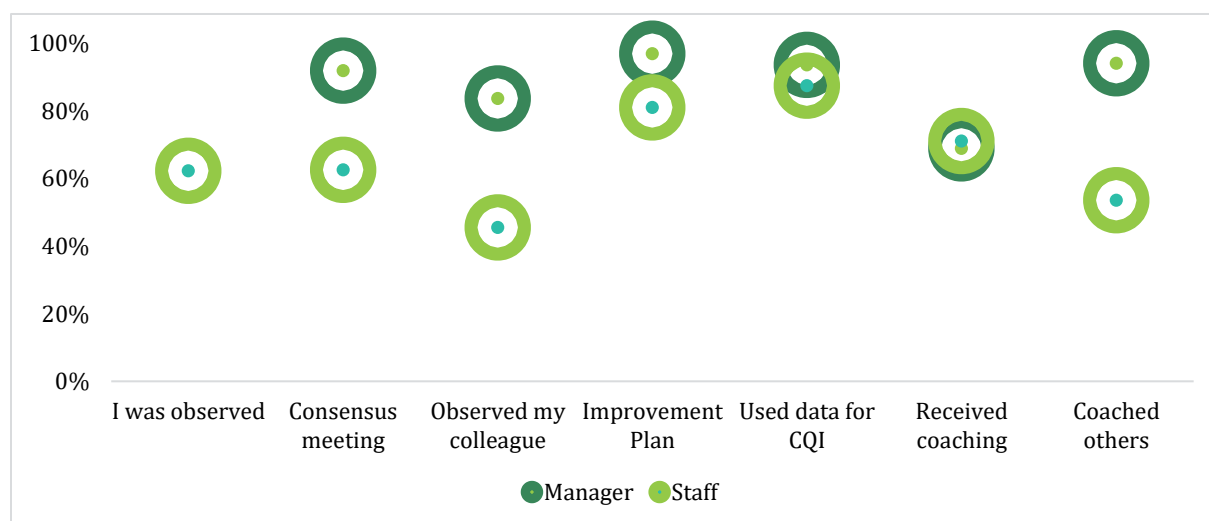 100%
80%
60%
40%
20%
0%
I was observed
Consensus
meeting
Observed my
colleague
Improvement
Plan
Used data for
CQI
Received
coaching
Coached
others
Manager
Staff